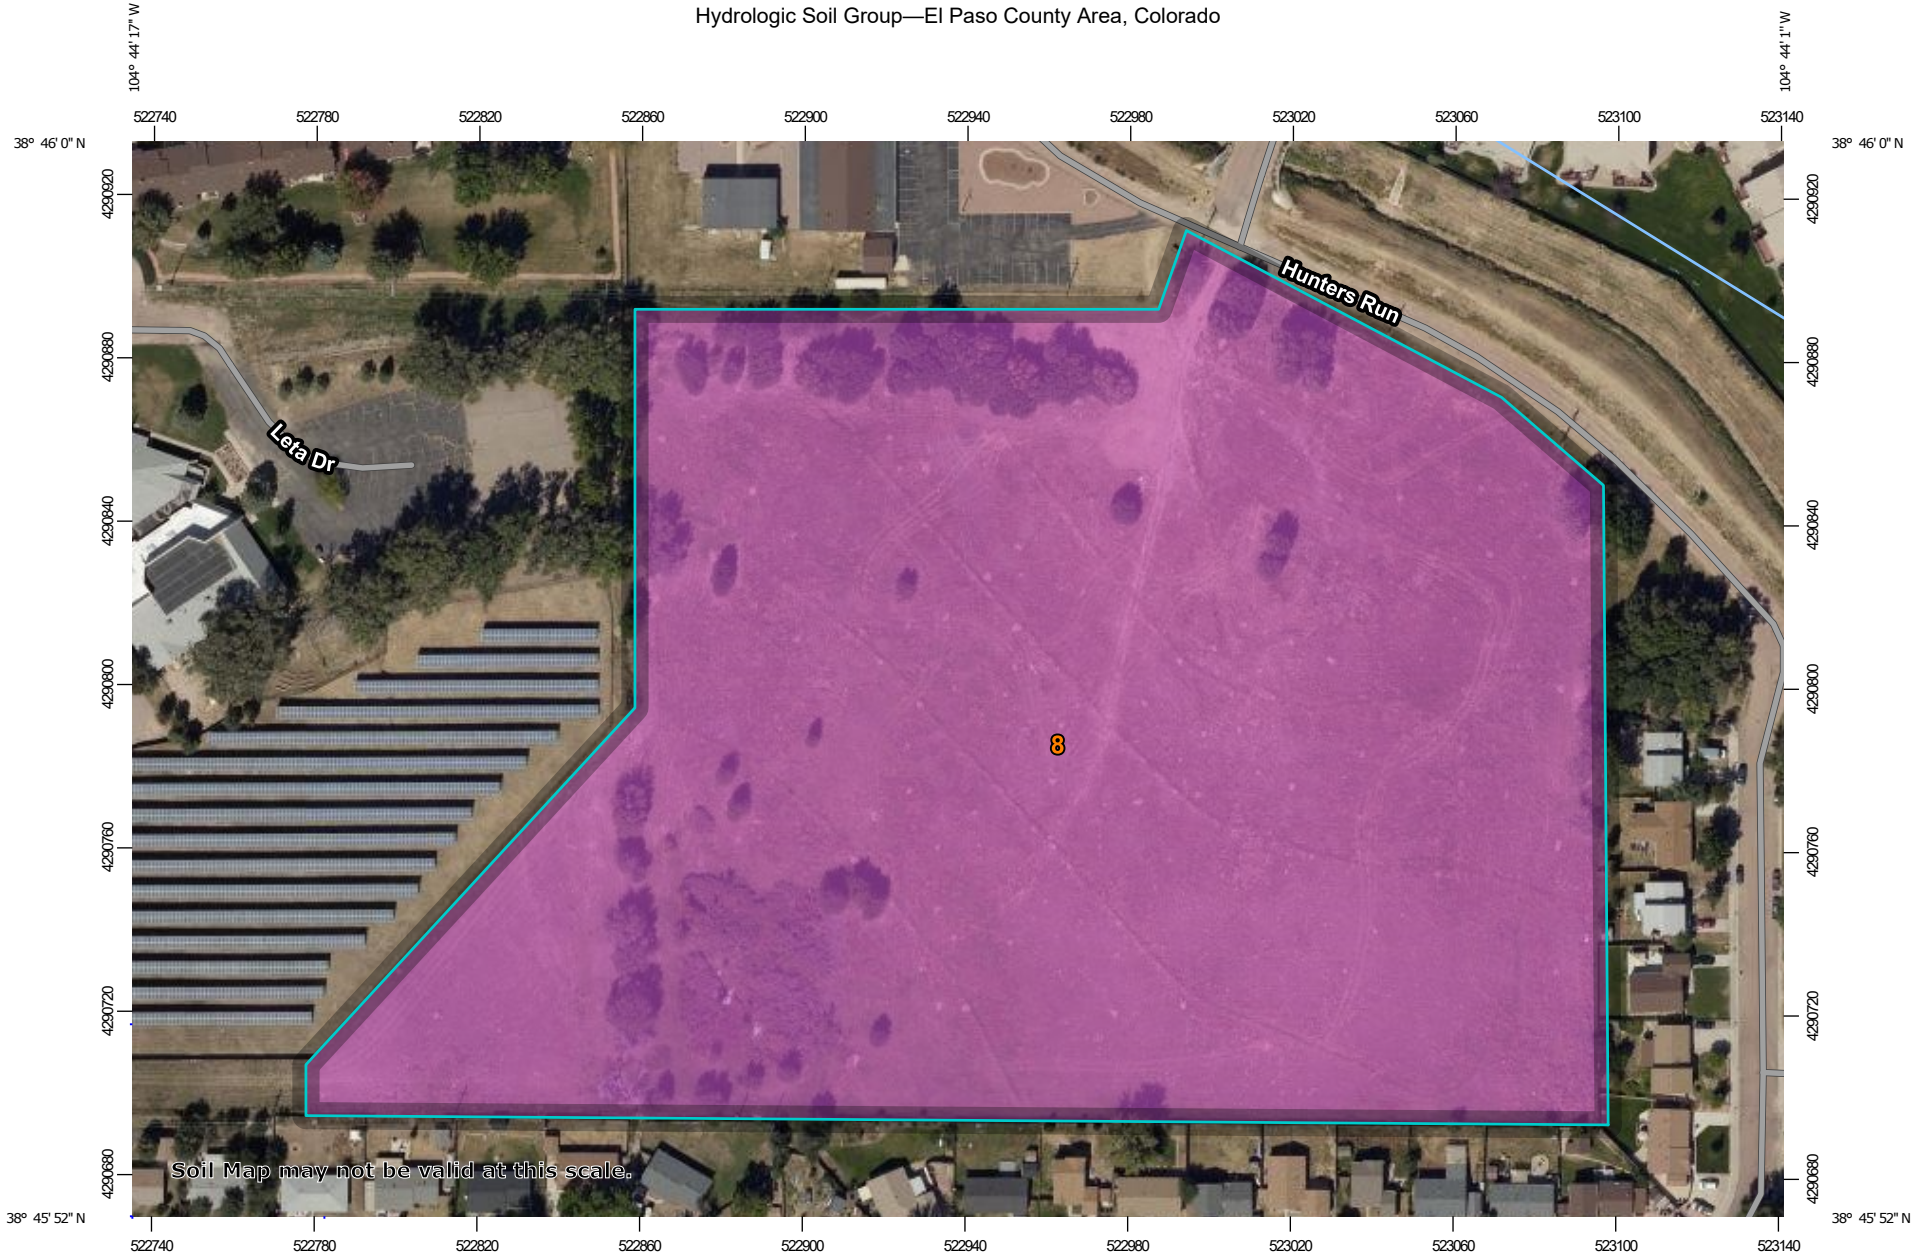 Hydrologic Soil Group—El Paso County Area, Colorado
104° 44' 17" W
104° 44' 1" W
522740 522780 522820 522860 522900 522940 522980 523020 523060 523100 523140
38° 46' 0" N
38° 46' 0" N
4290920
4290920
Hunters Run
4290880
4290880
Leta Dr
4290840
4290840
4290800
4290800
8
4290760
4290760
4290720
4290720
Soil Map may not be valid at this scale.
4290680
4290680
38° 45' 52" N
38° 45' 52" N
522740 522780 522820 522860 522900 522940 522980 523020 523060 523100 523140